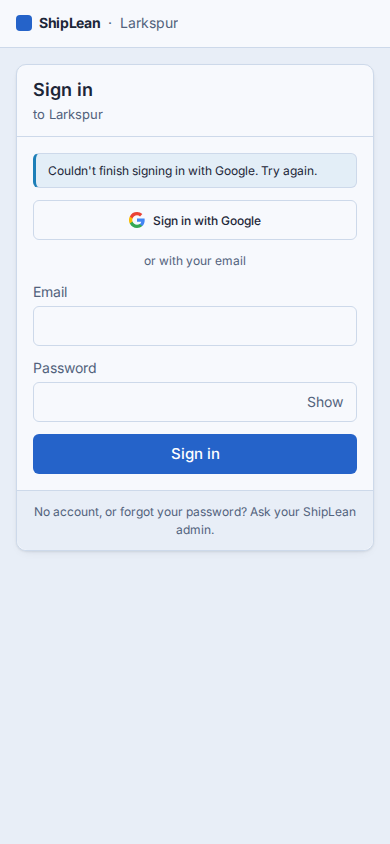 ShipLean · Larkspur
Sign in
to Larkspur
Couldn't finish signing in with Google. Try again.
Sign in with Google
or with your email
Email
Password
Show
Sign in
No account, or forgot your password? Ask your ShipLean
admin.